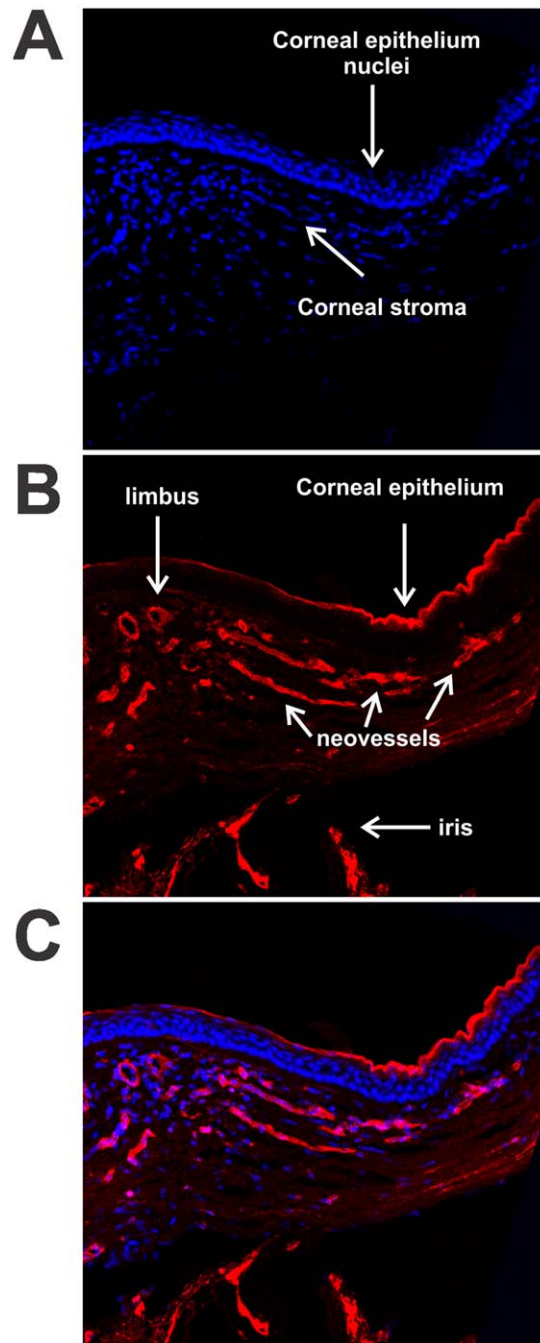 A
Corneal epithelium
nuclei
Corneal stroma
B
limbus
Corneal epithelium
neovessels
iris
C